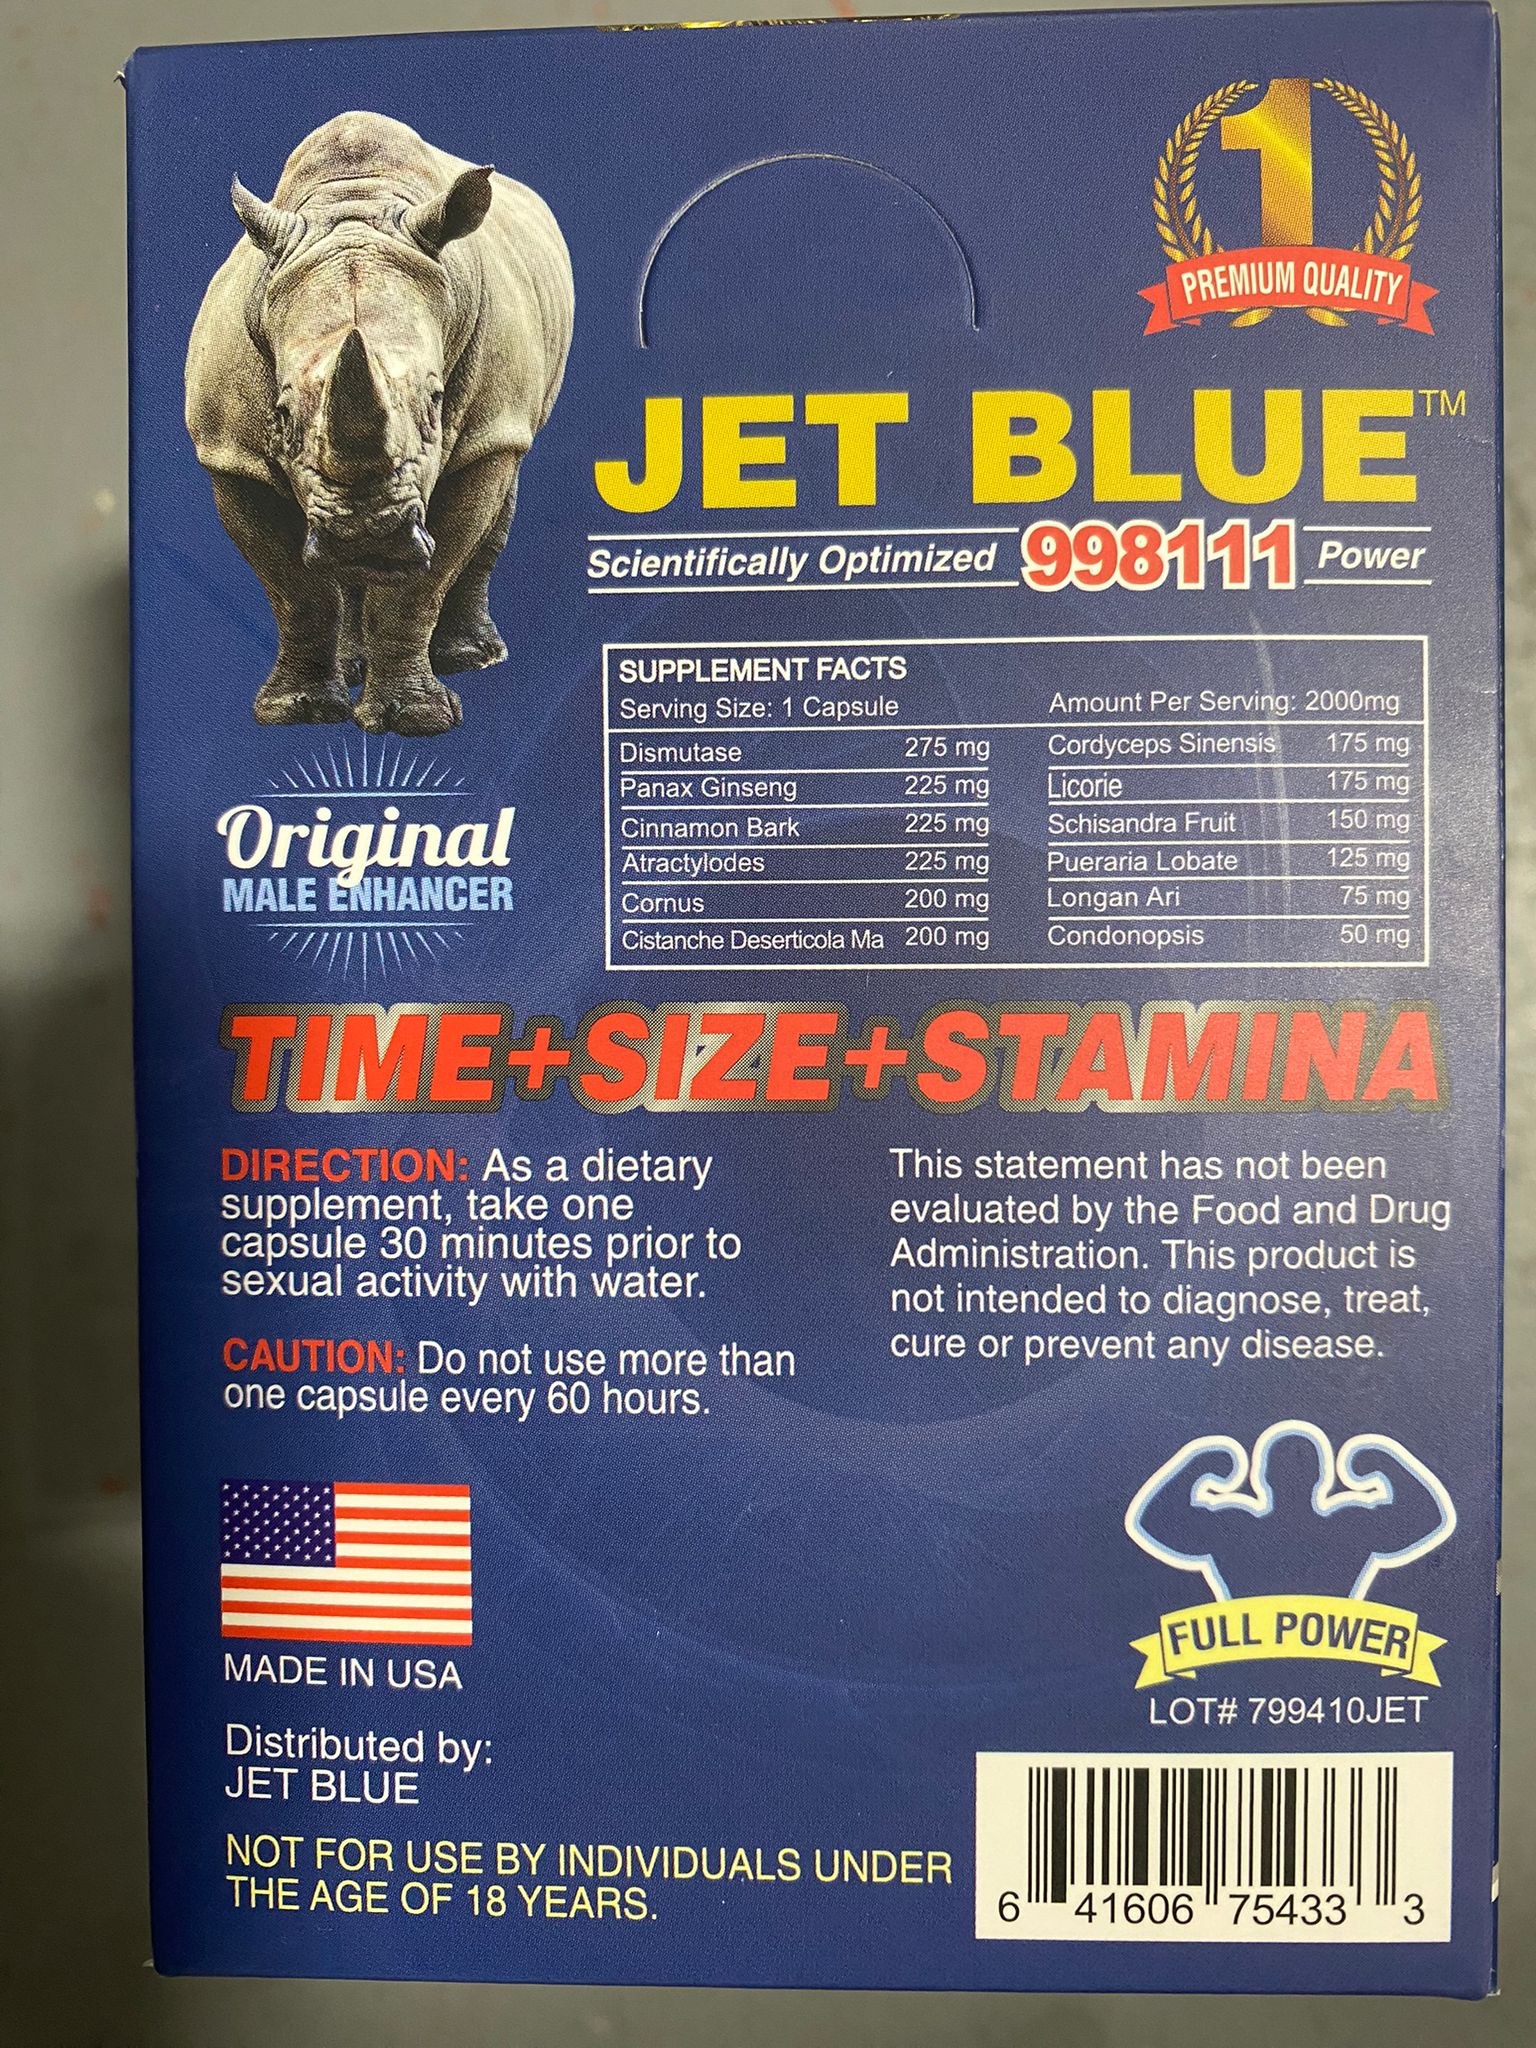 1
PREMIUM QUALITY
JET BLUE™
Scientifically Optimized 998111 Power
SUPPLEMENT FACTS
Serving Size: 1 Capsule Amount Per Serving: 2000mg
Dismutase 275 mg
Panax Ginseng 225 mg
Cinnamon Bark 225 mg
Atractylodes 225 mg
Cornus 200 mg
Cistanche Deserticola Ma 200 mg
Cordyceps Sinensis 175 mg
Licorie 175 mg
Schisandra Fruit 150 mg
Pueraria Lobate 125 mg
Longan Ari 75 mg
Condonopsis 50 mg
Original
MALE ENHANCER
TIME+SIZE+STAMINA
DIRECTION: As a dietary
supplement, take one
capsule 30 minutes prior to
sexual activity with water.
CAUTION: Do not use more than
one capsule every 60 hours.
This statement has not been
evaluated by the Food and Drug
Administration. This product is
not intended to diagnose, treat,
cure or prevent any disease.
MADE IN USA
Distributed by:
JET BLUE
NOT FOR USE BY INDIVIDUALS UNDER
THE AGE OF 18 YEARS.
FULL POWER
LOT# 799410JET
6 41606 75433 3